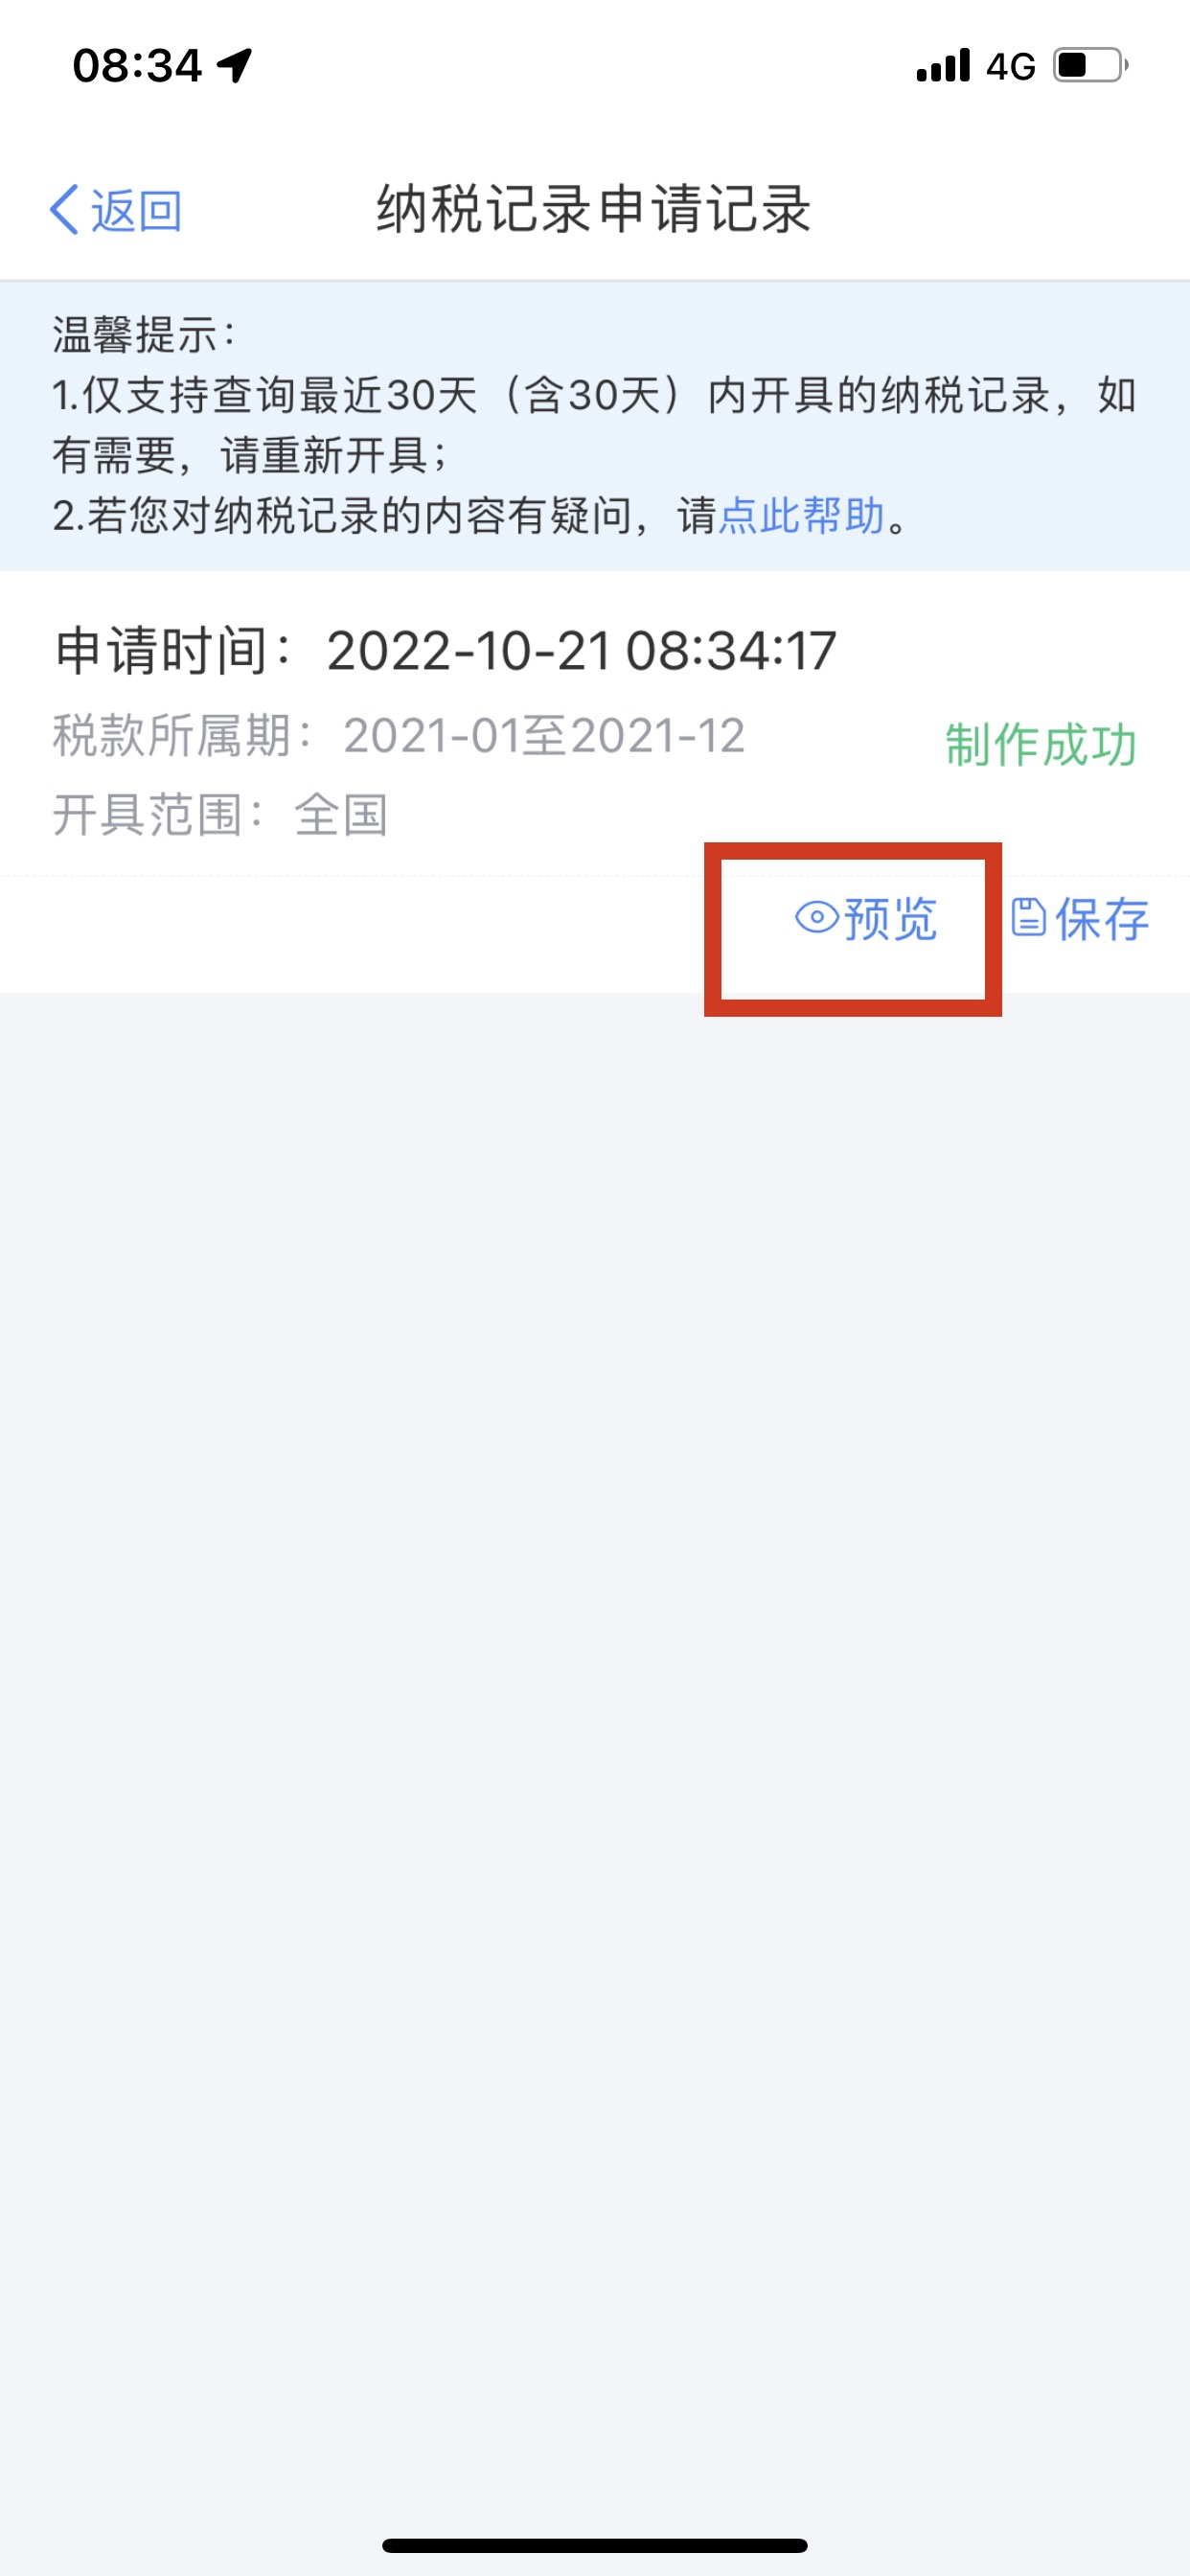 08:34 4G
返回 纳税记录申请记录
温馨提示：
1.仅支持查询最近30天（含30天）内开具的纳税记录，如
有需要，请重新开具；
2.若您对纳税记录的内容有疑问，请点此帮助。
申请时间：2022-10-21 08:34:17
税款所属期：2021-01至2021-12
制作成功
开具范围：全国
预览 保存